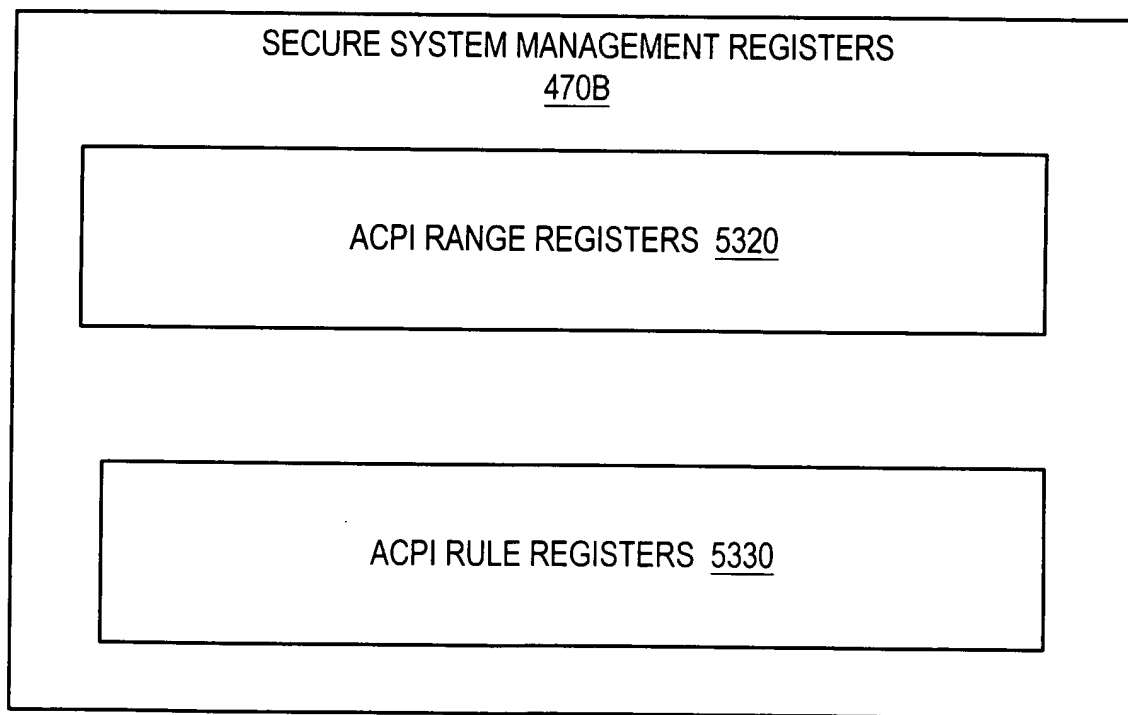 SECURE SYSTEM MANAGEMENT REGISTERS
470B
ACPI RANGE REGISTERS 5320
ACPI RULE REGISTERS 5330